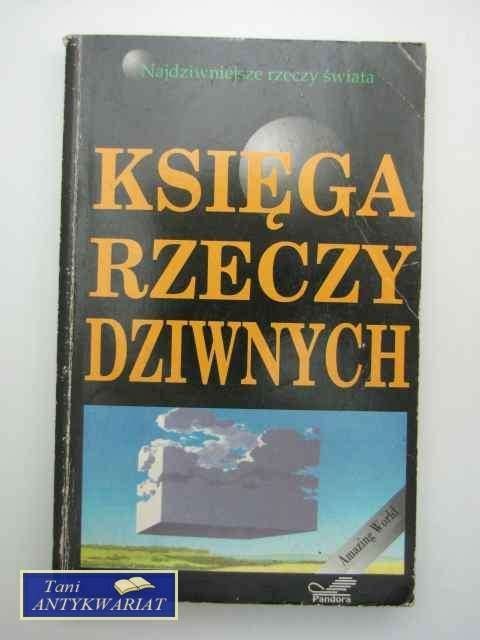 Najdziwniejsze rzeczy świata
KSIĘGA
RZECZY
DZIWNYCH
Amazing World
Pandora
Tani
ANTYKWARIAT